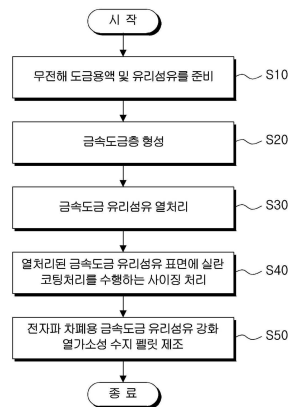 시 작
무전해 도금용액 및 유리섬유를 준비
S10
금속도금층 형성
S20
금속도금 유리섬유 열처리
S30
열처리된 금속도금 유리섬유 표면에 실란
코팅처리를 수행하는 사이징 처리
S40
전자파 차폐용 금속도금 유리섬유 강화
열가소성 수지 펠릿 제조
S50
종 료